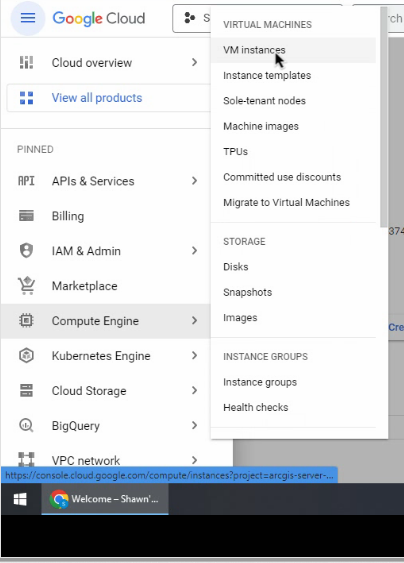 Google Cloud
S
rch
VIRTUAL MACHINES
VM instances
Instance templates
Sole-tenant nodes
Machine images
TPUs
Committed use discounts
Migrate to Virtual Machines
STORAGE
Disks
Snapshots
Images
INSTANCE GROUPS
Instance groups
Health checks
Cloud overview
View all products
PINNED
API APIs & Services
Billing
IAM & Admin
Marketplace
Compute Engine
Kubernetes Engine
Cloud Storage
BigQuery
VPC network
374
Cre
https://console.cloud.google.com/compute/instances?project=arcgis-server-...
Welcome – Shawn'...